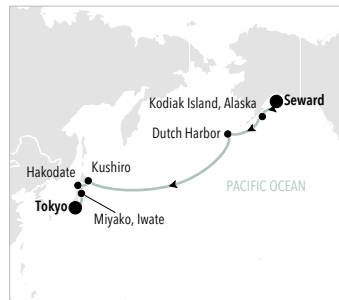 Kodiak Island, Alaska
Seward
Dutch Harbor
Kushiro
Hakodate
PACIFIC OCEAN
Tokyo
Miyako, Iwate